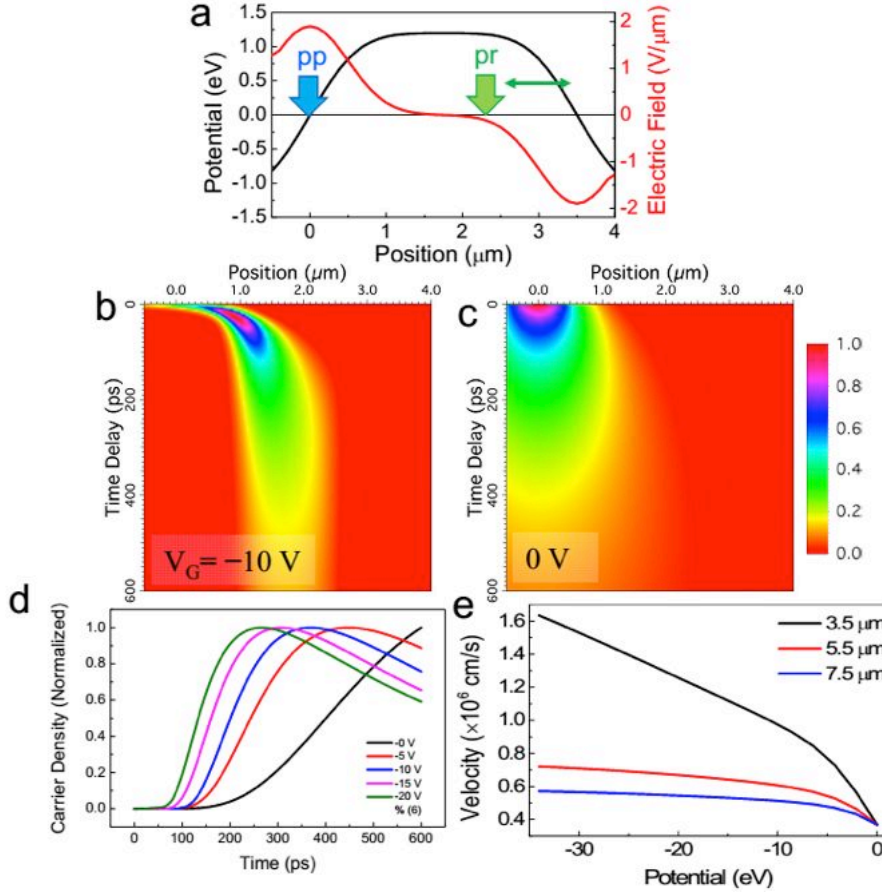 a
1.5
1.0
0.5
0.0
-0.5
-1.0
-1.5
Potential (eV)
pp
pr
2
1
0
-1
-2
Electric Field (V/μm)
0 1 2 3 4
Position (μm)
b
Position (μm)
0.0 1.0 2.0 3.0 4.0
0
200
400
600
Time Delay (ps)
V_G= −10 V
c
Position (μm)
0.0 1.0 2.0 3.0 4.0
0
200
400
600
Time Delay (ps)
0 V
1.0
0.8
0.6
0.4
0.2
0.0
d
1.0
0.8
0.6
0.4
0.2
0.0
Carrier Density (Normalized)
-0 V
-5 V
-10 V
-15 V
-20 V
% (6)
0 100 200 300 400 500 600
Time (ps)
e
1.6
1.4
1.2
1.0
0.8
0.6
0.4
Velocity (×10⁶ cm/s)
3.5 μm
5.5 μm
7.5 μm
-30 -20 -10 0
Potential (eV)